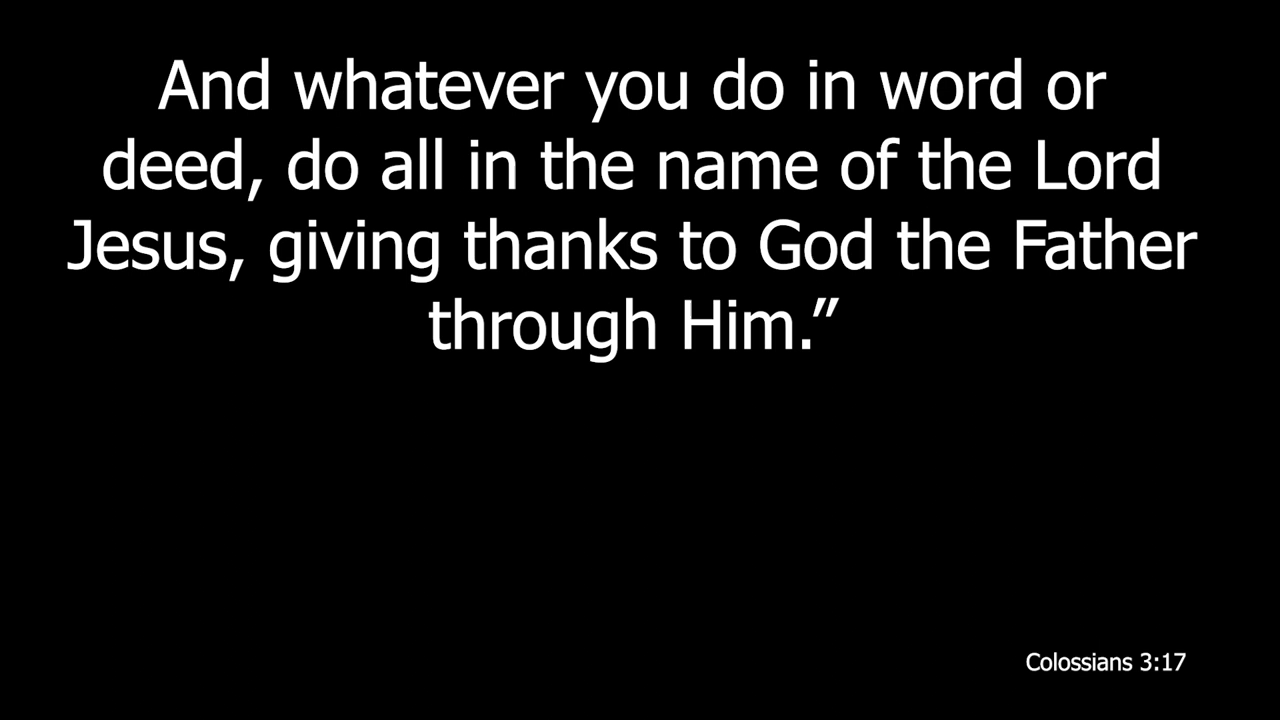 And whatever you do in word or
deed, do all in the name of the Lord
Jesus, giving thanks to God the Father
through Him.”
Colossians 3:17